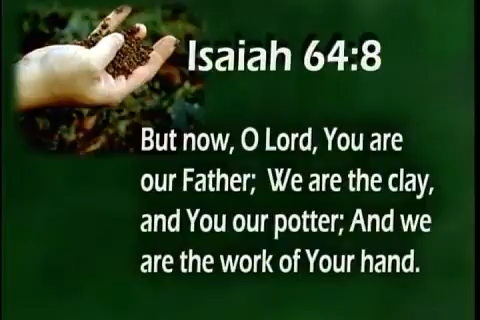 Isaiah 64:8
But now, O Lord, You are
our Father; We are the clay,
and You our potter; And we
are the work of Your hand.